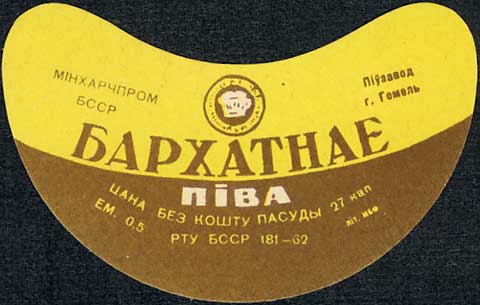 МІНХАРЧПРОМ
БССР
Піўзавод
г. Гомель
БАРХАТНАЕ
ПІВА
ЦАНА БЕЗ КОШТУ ПАСУДЫ 27 кап
ЕМ. 0,5
РТУ БССР 181—62